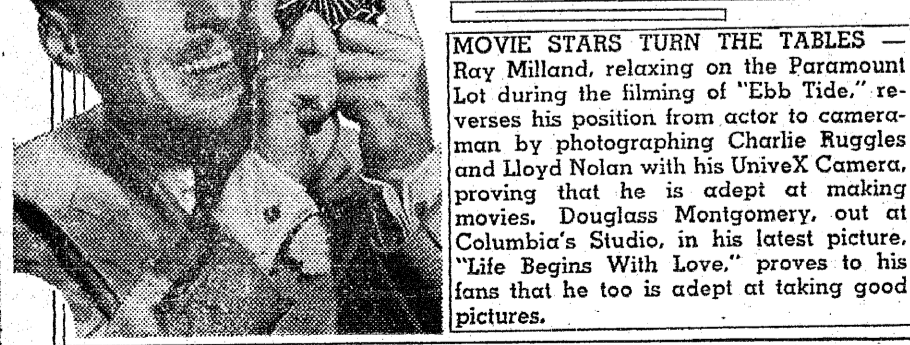 MOVIE STARS TURN THE TABLES —
Ray Milland, relaxing on the Paramount
Lot during the filming of "Ebb Tide," re-
verses his position from actor to camera-
man by photographing Charlie Ruggles
and Lloyd Nolan with his UniveX Camera,
proving that he is adept at making
movies. Douglass Montgomery, out at
Columbia's Studio, in his latest picture,
"Life Begins With Love," proves to his
fans that he too is adept at taking good
pictures.